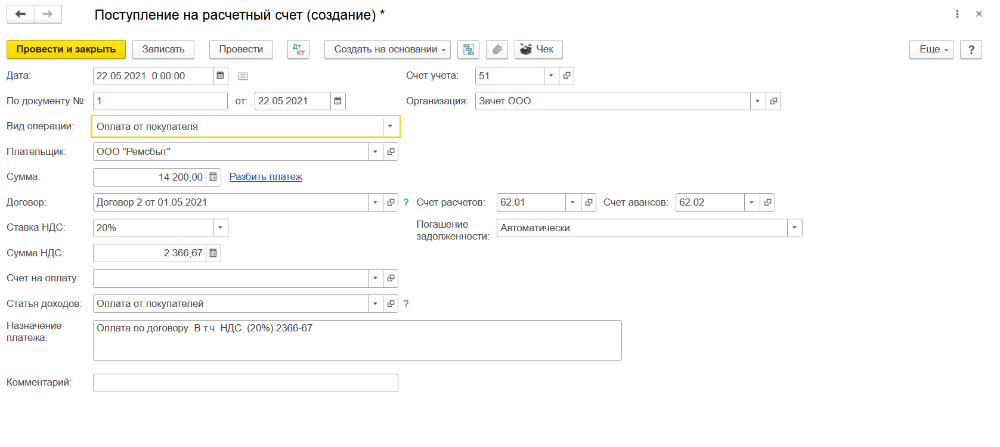 Поступление на расчетный счет (создание) *
Провести и закрыть Записать Провести Дт Кт Создать на основании Чек Еще ?
Дата: 22.05.2021 0:00:00 Счет учета: 51
По документу №: 1 от: 22.05.2021 Организация: Зачет ООО
Вид операции: Оплата от покупателя
Плательщик: ООО "Ремсбыт"
Сумма: 14 200,00 Разбить платеж
Договор: Договор 2 от 01.05.2021 ? Счет расчетов: 62.01 Счет авансов: 62.02
Ставка НДС: 20% Погашение
задолженности: Автоматически
Сумма НДС: 2 366,67
Счет на оплату:
Статья доходов: Оплата от покупателей ?
Назначение
платежа: Оплата по договору  В т.ч. НДС  (20%) 2366-67
Комментарий: